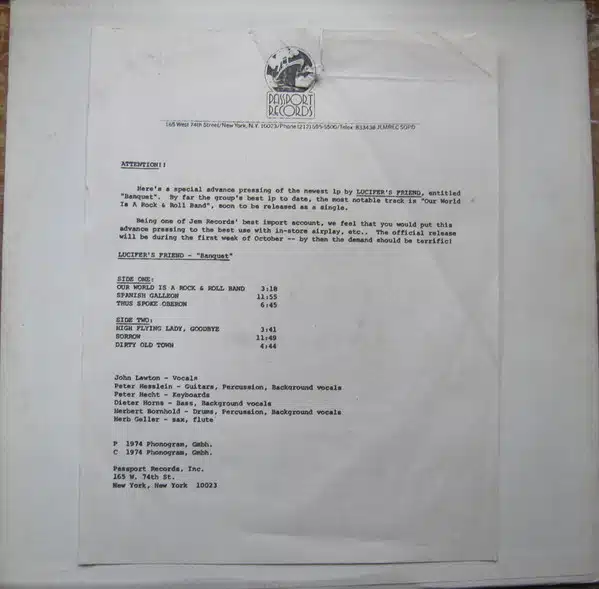 PASSPORT
RECORDS
165 West 74th Street/New York, N.Y. 10023/Phone (212) 595-5500/Telex 833438 JEMREC SOPD
ATTENTION!!
Here's a special advance pressing of the newest lp by LUCIFER'S FRIEND, entitled
"Banquet". By far the group's best lp to date, the most notable track is "Our World
Is A Rock & Roll Band", soon to be released as a single.
Being one of Jem Records' best import account, we feel that you would put this
advance pressing to the best use with in-store airplay, etc.. The official release
will be during the first week of October -- by then the demand should be terrific!
LUCIFER'S FRIEND - "Banquet"
SIDE ONE:
OUR WORLD IS A ROCK & ROLL BAND 3:18
SPANISH GALLEON 11:55
THUS SPOKE OBERON 6:45
SIDE TWO:
HIGH FLYING LADY, GOODBYE 3:41
SORROW 11:49
DIRTY OLD TOWN 4:44
John Lawton - Vocals
Peter Hesslein - Guitars, Percussion, Background vocals
Peter Hecht - Keyboards
Dieter Horns - Bass, Background vocals
Herbert Bornhold - Drums, Percussion, Background vocals
Herb Geller - sax, flute
P 1974 Phonogram, Gmbh.
C 1974 Phonogram, Gmbh.
Passport Records, Inc.
165 W. 74th St.
New York, New York 10023